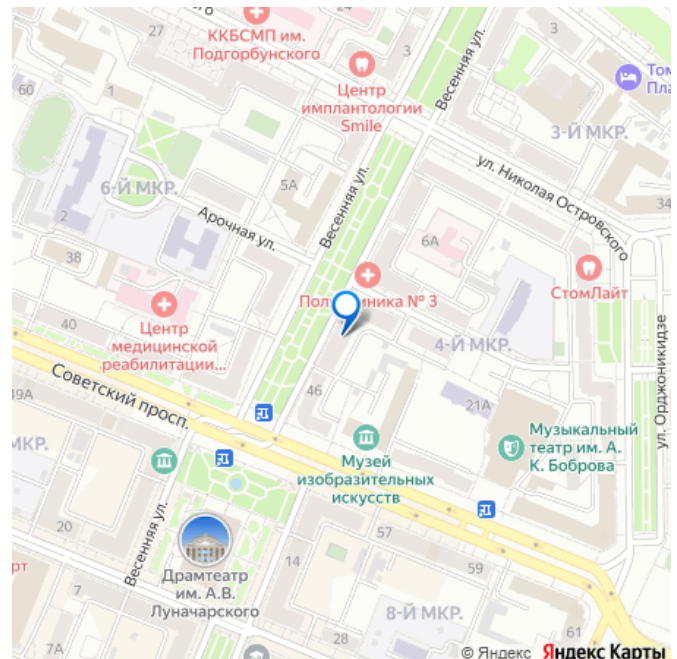 27
ККБСМП им.
Подгорбунского
24
3
Весенняя ул.
3
60
1
Центр
имплантологии
Smile
3-Й МКР.
6-Й МКР.
5А
Весенняя ул.
ул. Николая Островского
34
2
Арочная ул.
6А
38
СтомЛайт
Поликлиника № 3
40
Центр
медицинской
реабилитации...
4-Й МКР.
ул. Орджоникидзе
49А
Советский просп.
46
21А
Музыкальный
театр им. А.
К. Боброва
МКР.
Музей
изобразительных
искусств
20
Весенняя ул.
57
14
59
Драмтеатр
им. А.В.
Луначарского
8-Й МКР.
7А
28
61
© Яндекс Яндекс Карты